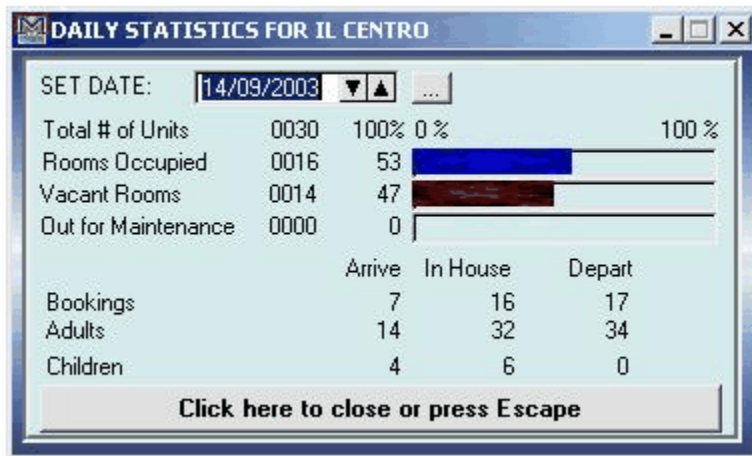 DAILY STATISTICS FOR IL CENTRO
SET DATE: 14/09/2003 ...
Total # of Units 0030 100% 0 % 100 %
Rooms Occupied 0016 53
Vacant Rooms 0014 47
Out for Maintenance 0000 0
Arrive In House Depart
Bookings 7 16 17
Adults 14 32 34
Children 4 6 0
Click here to close or press Escape